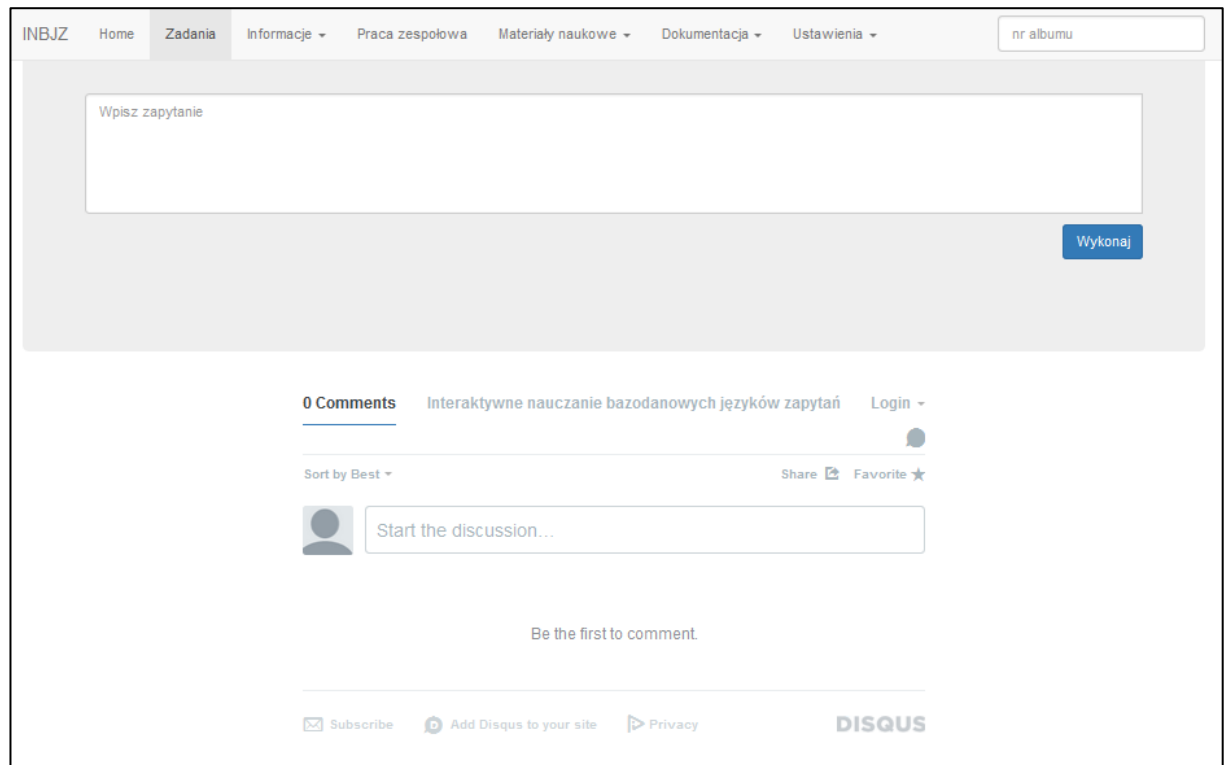 INBJZ Home Zadania Informacje Praca zespołowa Materiały naukowe Dokumentacja Ustawienia nr albumu
Wpisz zapytanie
Wykonaj
0 Comments Interaktywne nauczanie bazodanowych języków zapytań Login
Sort by Best Share Favorite
Start the discussion...
Be the first to comment.
Subscribe Add Disqus to your site Privacy DISQUS